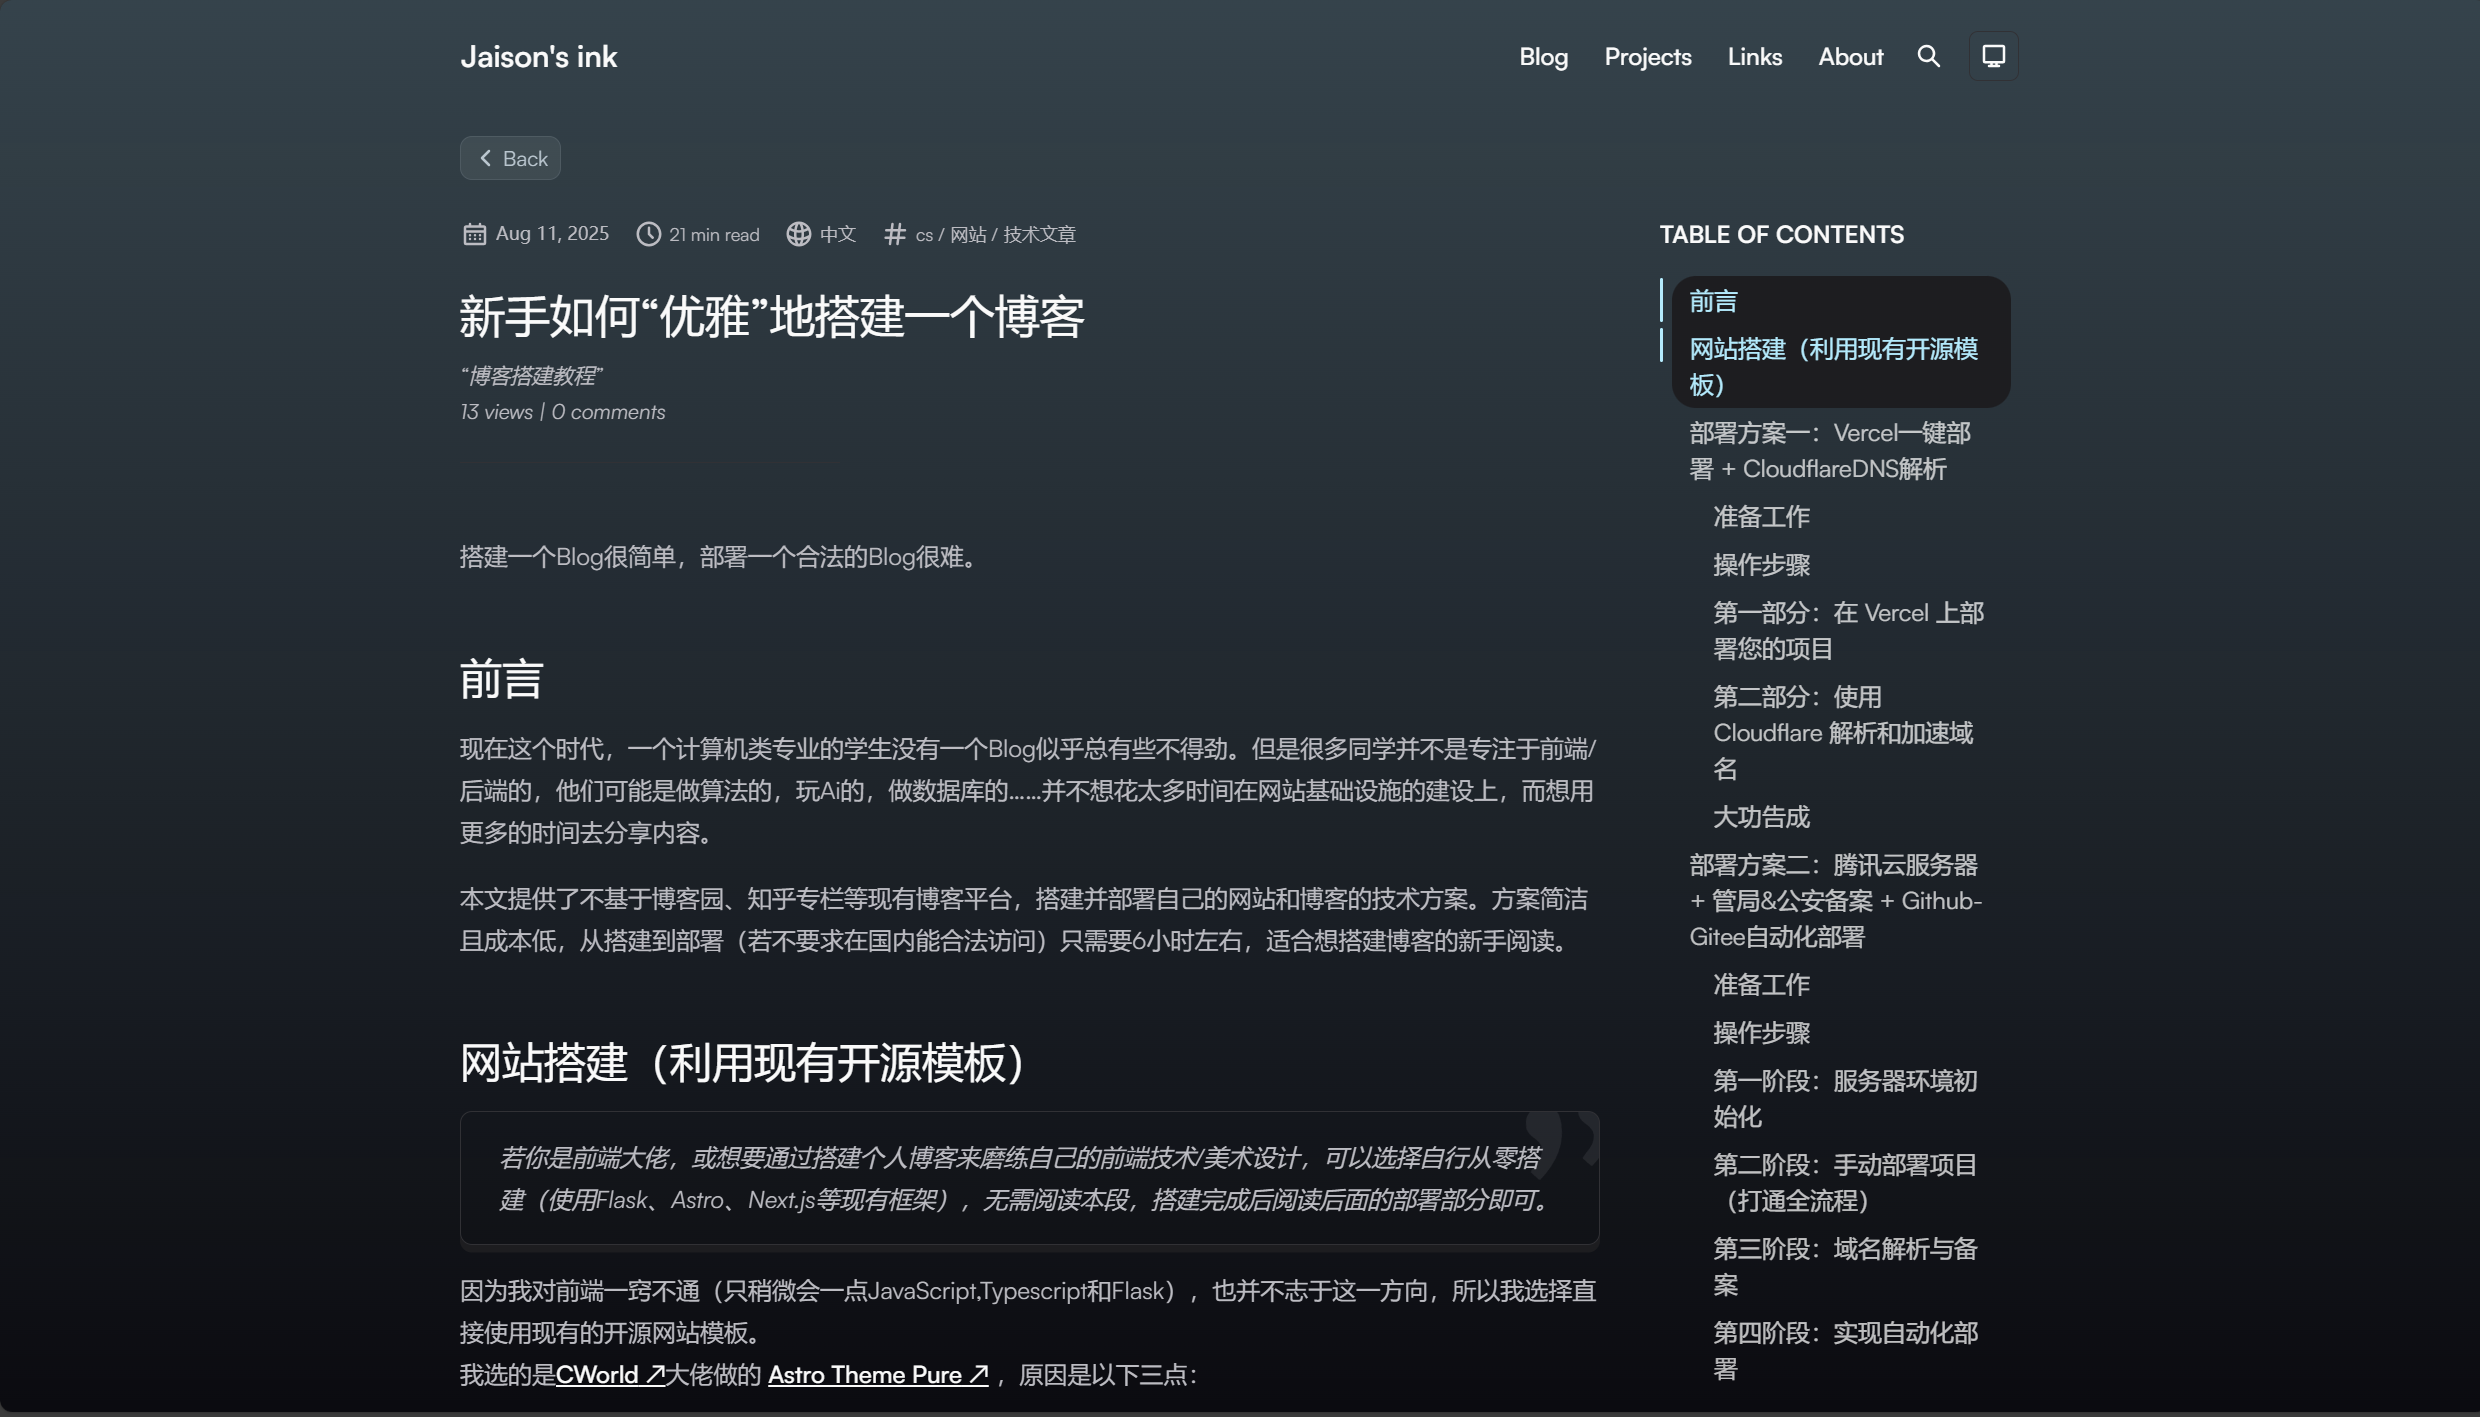 Jaison's ink
Blog Projects Links About
Back
Aug 11, 2025 21 min read 中文 # cs / 网站 / 技术文章
新手如何“优雅”地搭建一个博客
“博客搭建教程”
13 views | 0 comments
搭建一个Blog很简单，部署一个合法的Blog很难。
前言
现在这个时代，一个计算机类专业的学生没有一个Blog似乎总有些不得劲。但是很多同学并不是专注于前端/
后端的，他们可能是做算法的，玩Ai的，做数据库的……并不想花太多时间在网站基础设施的建设上，而想用
更多的时间去分享内容。
本文提供了不基于博客园、知乎专栏等现有博客平台，搭建并部署自己的网站和博客的技术方案。方案简洁
且成本低，从搭建到部署（若不要求在国内能合法访问）只需要6小时左右，适合想搭建博客的新手阅读。
网站搭建（利用现有开源模板）
若你是前端大佬，或想要通过搭建个人博客来磨练自己的前端技术/美术设计，可以选择自行从零搭
建（使用Flask、Astro、Next.js等现有框架），无需阅读本段，搭建完成后阅读后面的部署部分即可。
因为我对前端一窍不通（只稍微会一点JavaScript,Typescript和Flask），也并不志于这一方向，所以我选择直
接使用现有的开源网站模板。
我选的是CWorld ↗大佬做的 Astro Theme Pure ↗ ，原因是以下三点：
TABLE OF CONTENTS
前言
网站搭建（利用现有开源模
板）
部署方案一：Vercel一键部
署 + CloudflareDNS解析
准备工作
操作步骤
第一部分：在 Vercel 上部
署您的项目
第二部分：使用
Cloudflare 解析和加速域
名
大功告成
部署方案二：腾讯云服务器
+ 管局&公安备案 + Github-
Gitee自动化部署
准备工作
操作步骤
第一阶段：服务器环境初
始化
第二阶段：手动部署项目
（打通全流程）
第三阶段：域名解析与备
案
第四阶段：实现自动化部
署